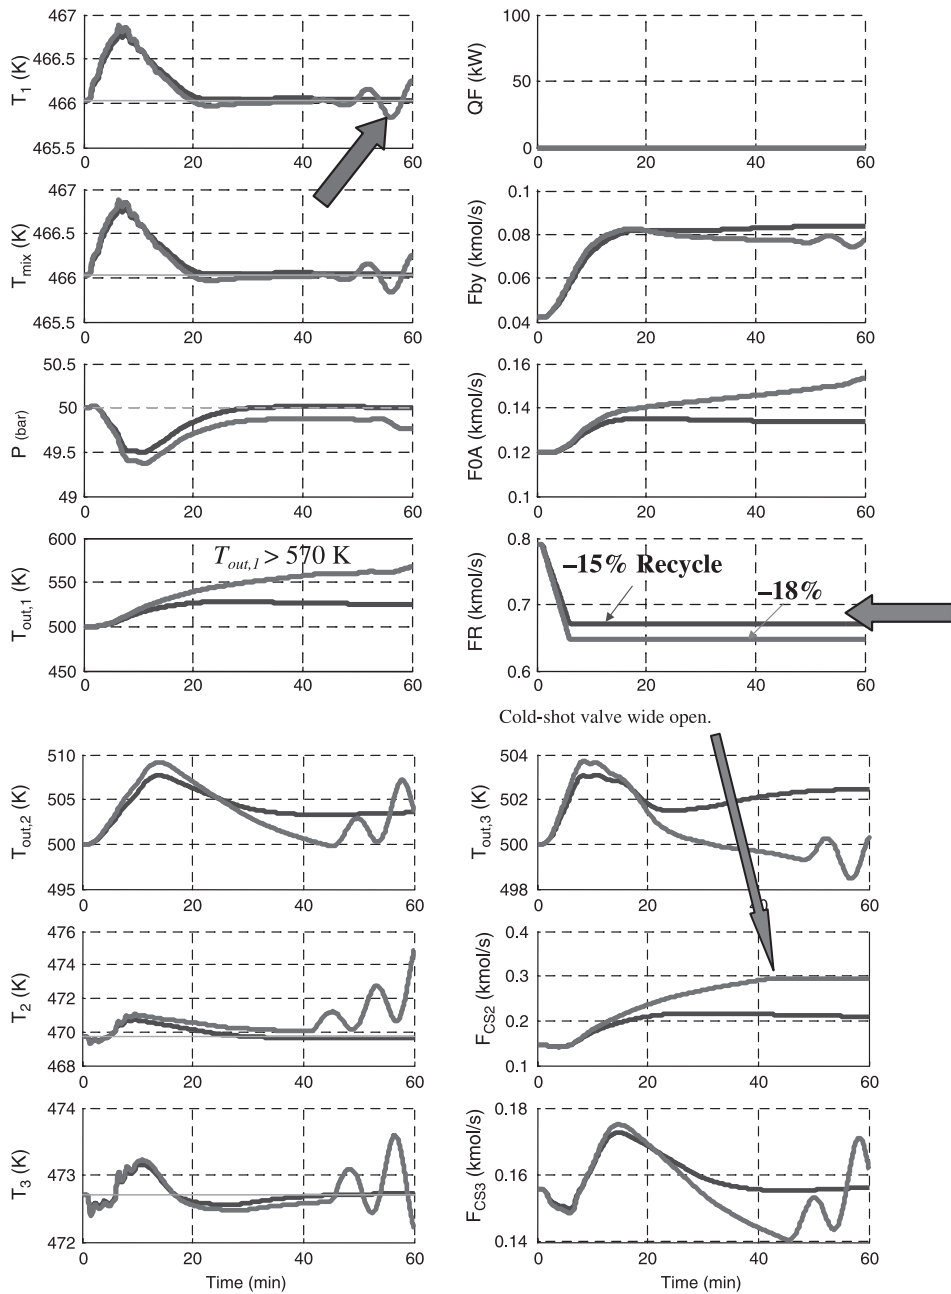 467
466.5
466
465.5
T1 (K)
0 20 40 60
100
50
0
QF (kW)
0 20 40 60
467
466.5
466
465.5
Tmix (K)
0 20 40 60
0.1
0.08
0.06
0.04
Fby (kmol/s)
0 20 40 60
50.5
50
49.5
49
P (bar)
0 20 40 60
0.16
0.14
0.12
0.1
F0A (kmol/s)
0 20 40 60
600
550
500
450
Tout,1 (K)
Tout,1 > 570 K
0 20 40 60
0.8
0.7
0.6
FR (kmol/s)
–15% Recycle
–18%
0 20 40 60
Cold-shot valve wide open.
510
505
500
495
Tout,2 (K)
0 20 40 60
504
502
500
498
Tout,3 (K)
0 20 40 60
476
474
472
470
468
T2 (K)
0 20 40 60
0.4
0.3
0.2
0.1
FCS2 (kmol/s)
0 20 40 60
474
473
472
T3 (K)
0 20 40 60
Time (min)
0.18
0.16
0.14
FCS3 (kmol/s)
0 20 40 60
Time (min)